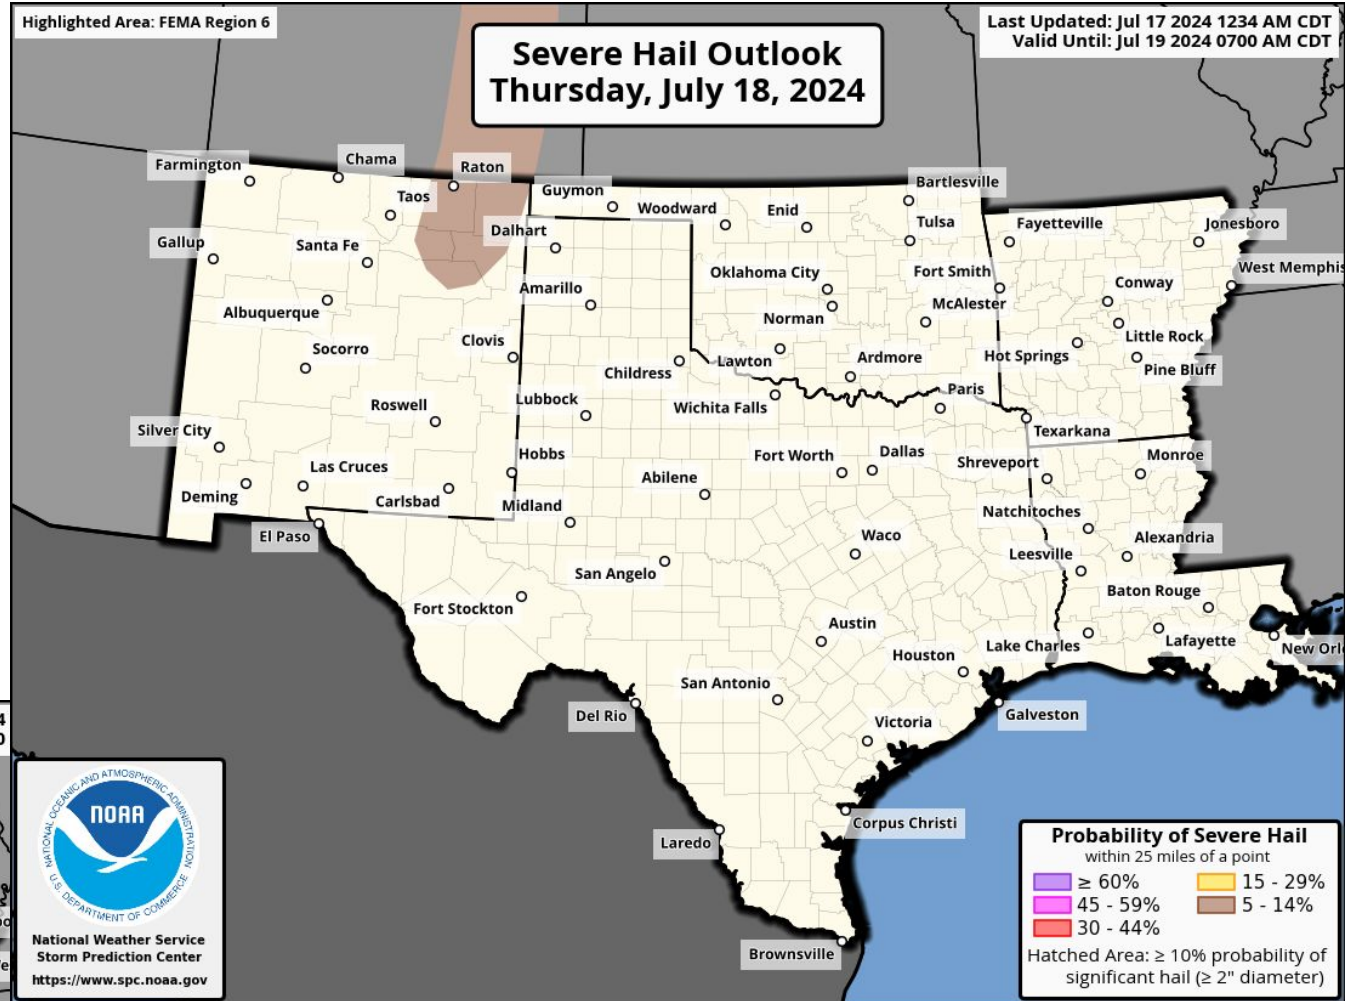 Highlighted Area: FEMA Region 6
Severe Hail Outlook
Thursday, July 18, 2024
Last Updated: Jul 17 2024 1234 AM CDT
Valid Until: Jul 19 2024 0700 AM CDT
Farmington
Chama
Raton
Taos
Guymon
Woodward
Enid
Bartlesville
Tulsa
Fayetteville
Jonesboro
Gallup
Santa Fe
Dalhart
Oklahoma City
Fort Smith
West Memphis
Albuquerque
Amarillo
Norman
McAlester
Conway
Socorro
Clovis
Childress
Lawton
Ardmore
Hot Springs
Little Rock
Pine Bluff
Roswell
Lubbock
Wichita Falls
Paris
Texarkana
Silver City
Las Cruces
Hobbs
Abilene
Fort Worth
Dallas
Shreveport
Monroe
Deming
Carlsbad
Midland
Natchitoches
El Paso
San Angelo
Waco
Leesville
Alexandria
Fort Stockton
Baton Rouge
Austin
Houston
Lake Charles
Lafayette
New Orl
San Antonio
Del Rio
Victoria
Galveston
Laredo
Corpus Christi
Brownsville
4
0
NATIONAL OCEANIC AND ATMOSPHERIC ADMINISTRATION
NOAA
U.S. DEPARTMENT OF COMMERCE
National Weather Service
Storm Prediction Center
https://www.spc.noaa.gov
Probability of Severe Hail
within 25 miles of a point
≥ 60%
15 - 29%
45 - 59%
5 - 14%
30 - 44%
Hatched Area: ≥ 10% probability of
significant hail (≥ 2" diameter)